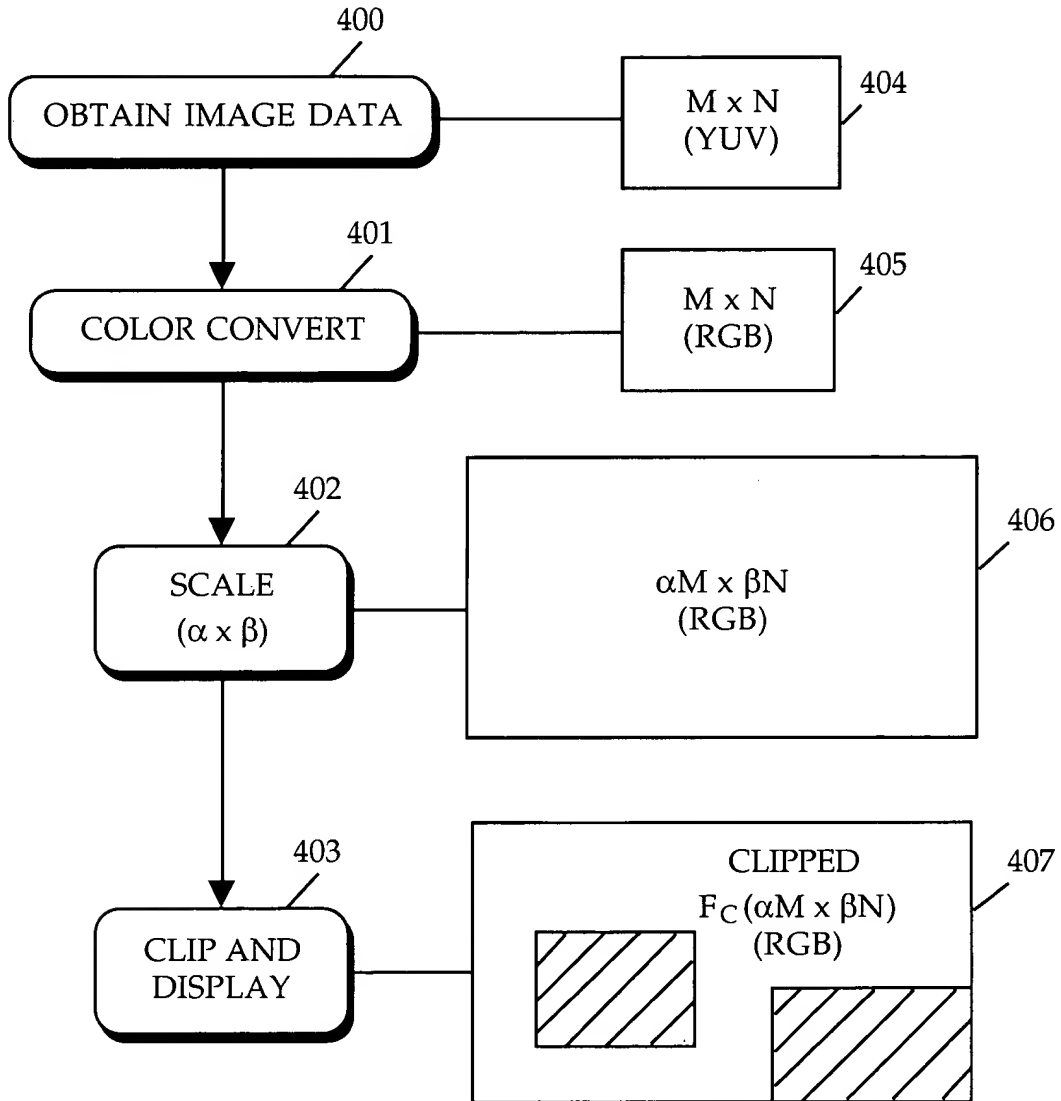 400
OBTAIN IMAGE DATA
M x N
(YUV)
404
401
COLOR CONVERT
M x N
(RGB)
405
402
SCALE
(α x β)
αM x βN
(RGB)
406
403
CLIP AND
DISPLAY
CLIPPED
F_C(αM x βN)
(RGB)
407